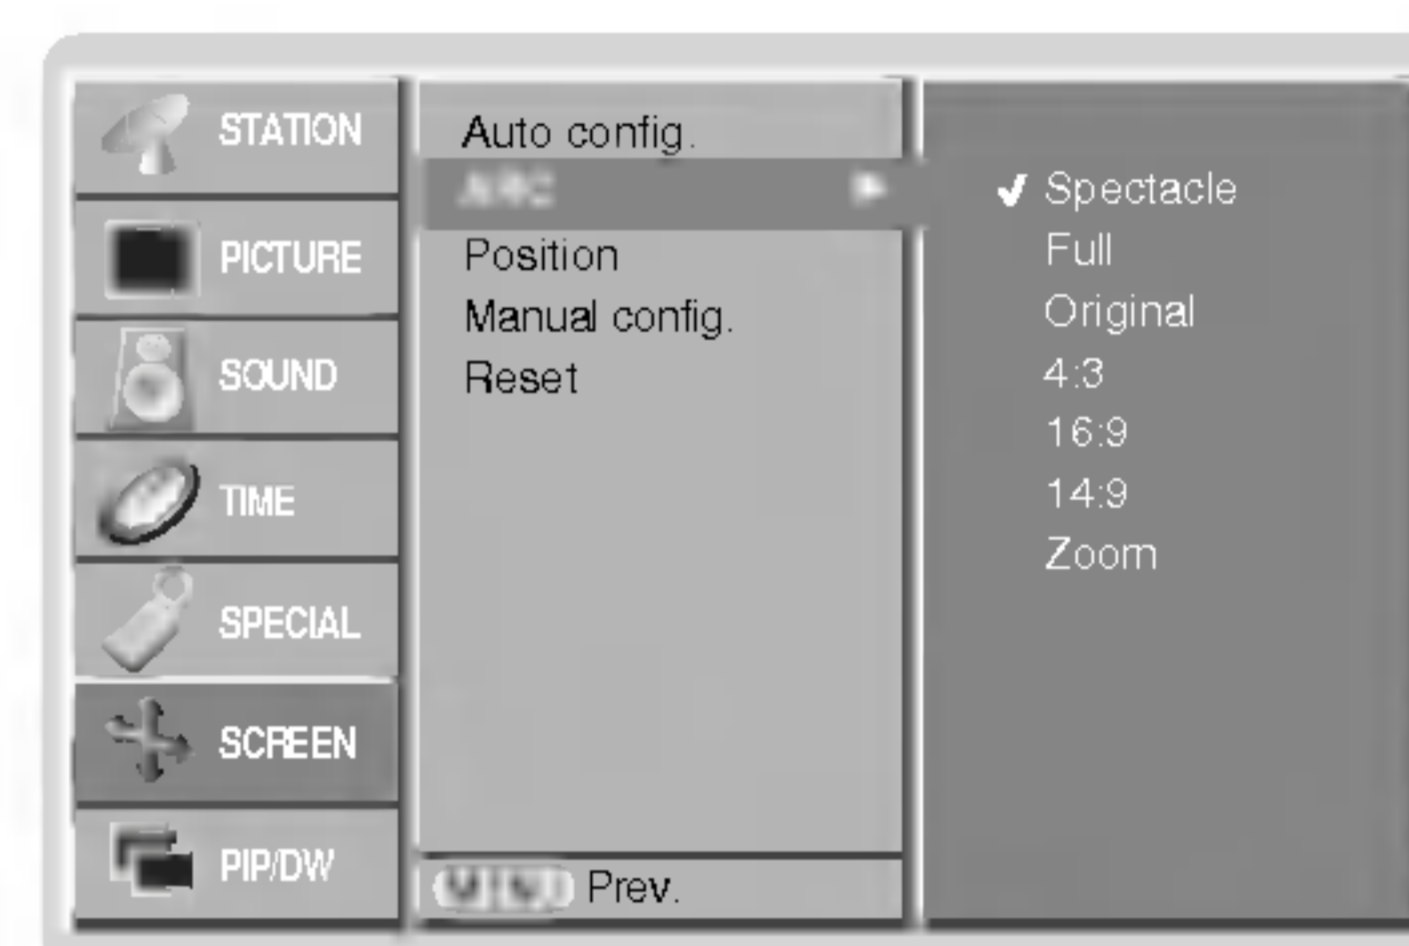 STATION
PICTURE
SOUND
TIME
SPECIAL
SCREEN
PIP/DW
Auto config.
ARC
Position
Manual config.
Reset
Prev.
Spectacle
Full
Original
4:3
16:9
14:9
Zoom